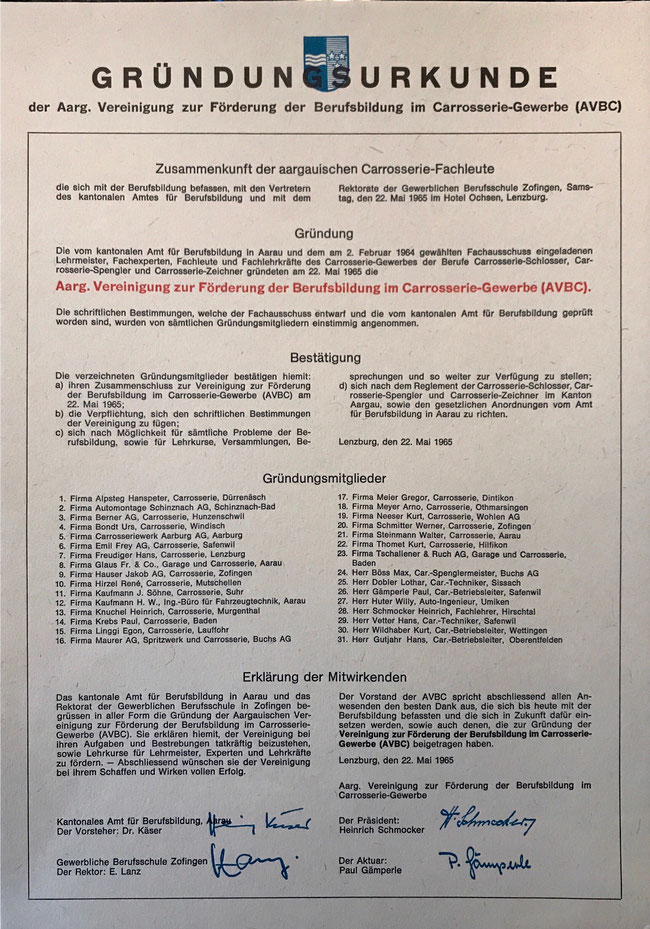 GRÜNDUNGSURKUNDE
der Aarg. Vereinigung zur Förderung der Berufsbildung im Carrosserie-Gewerbe (AVBC)
Zusammenkunft der aargauischen Carrosserie-Fachleute
die sich mit der Berufsbildung befassen, mit den Vertretern
des kantonalen Amtes für Berufsbildung und mit dem
Rektorate der Gewerblichen Berufsschule Zofingen, Sams-
tag, den 22. Mai 1965 im Hotel Ochsen, Lenzburg.
Gründung
Die vom kantonalen Amt für Berufsbildung in Aarau und dem am 2. Februar 1964 gewählten Fachausschuss eingeladenen
Lehrmeister, Fachexperten, Fachleute und Fachlehrkräfte des Carrosserie-Gewerbes der Berufe Carrosserie-Schlosser, Car-
rosserie-Spengler und Carrosserie-Zeichner gründeten am 22. Mai 1965 die
Aarg. Vereinigung zur Förderung der Berufsbildung im Carrosserie-Gewerbe (AVBC).
Die schriftlichen Bestimmungen, welche der Fachausschuss entwarf und die vom kantonalen Amt für Berufsbildung geprüft
worden sind, wurden von sämtlichen Gründungsmitgliedern einstimmig angenommen.
Bestätigung
Die verzeichneten Gründungsmitglieder bestätigen hiemit:
a) ihren Zusammenschluss zur Vereinigung zur Förderung
der Berufsbildung im Carrosserie-Gewerbe (AVBC) am
22. Mai 1965;
b) die Verpflichtung, sich den schriftlichen Bestimmungen
der Vereinigung zu fügen;
c) sich nach Möglichkeit für sämtliche Probleme der Be-
rufsbildung, sowie für Lehrkurse, Versammlungen, Be-
sprechungen und so weiter zur Verfügung zu stellen;
d) sich nach dem Reglement der Carrosserie-Schlosser, Car-
rosserie-Spengler und Carrosserie-Zeichner im Kanton
Aargau, sowie den gesetzlichen Anordnungen vom Amt
für Berufsbildung in Aarau zu richten.
Lenzburg, den 22. Mai 1965
Gründungsmitglieder
1. Firma Alpsteg Hanspeter, Carrosserie, Dürrenäsch
2. Firma Automontage Schinznach AG, Schinznach-Bad
3. Firma Berner AG, Carrosserie, Hunzenschwil
4. Firma Bondt Urs, Carrosserie, Windisch
5. Firma Carrosseriewerk Aarburg AG, Aarburg
6. Firma Emil Frey AG, Carrosserie, Safenwil
7. Firma Freudiger Hans, Carrosserie, Lenzburg
8. Firma Glaus Fr. & Co., Garage und Carrosserie, Aarau
9. Firma Hauser Jakob AG, Carrosserie, Zofingen
10. Firma Hirzel René, Carrosserie, Mutschellen
11. Firma Kaufmann J. Söhne, Carrosserie, Suhr
12. Firma Kaufmann H. W., Ing.-Büro für Fahrzeugtechnik, Aarau
13. Firma Knuchel Heinrich, Carrosserie, Murgenthal
14. Firma Krebs Paul, Carrosserie, Baden
15. Firma Linggi Egon, Carrosserie, Lauffohr
16. Firma Maurer AG, Spritzwerk und Carrosserie, Buchs AG
17. Firma Meier Gregor, Carrosserie, Dintikon
18. Firma Meyer Arno, Carrosserie, Othmarsingen
19. Firma Neeser Kurt, Carrosserie, Wohlen AG
20. Firma Schmitter Werner, Carrosserie, Zofingen
21. Firma Steinmann Walter, Carrosserie, Aarau
22. Firma Thomet Kurt, Carrosserie, Hilfikon
23. Firma Tschallener & Ruch AG, Garage und Carrosserie,
Baden
24. Herr Böss Max, Car.-Spenglermeister, Buchs AG
25. Herr Dobler Lothar, Car.-Techniker, Sissach
26. Herr Gämperle Paul, Car.-Betriebsleiter, Safenwil
27. Herr Huter Willy, Auto-Ingenieur, Umiken
28. Herr Schmocker Heinrich, Fachlehrer, Hirschtal
29. Herr Vetter Hans, Car.-Techniker, Safenwil
30. Herr Wildhaber Kurt, Car.-Betriebsleiter, Wettingen
31. Herr Gutjahr Hans, Car.-Betriebsleiter, Oberentfelden
Erklärung der Mitwirkenden
Das kantonale Amt für Berufsbildung in Aarau und das
Rektorat der Gewerblichen Berufsschule in Zofingen be-
grüssen in aller Form die Gründung der Aargauischen Ver-
einigung zur Förderung der Berufsbildung im Carrosserie-
Gewerbe (AVBC). Sie erklären hiemit, der Vereinigung bei
ihren Aufgaben und Bestrebungen tatkräftig beizustehen,
sowie Lehrkurse für Lehrmeister, Experten und Lehrkräfte
zu fördern. — Abschliessend wünschen sie der Vereinigung
bei ihrem Schaffen und Wirken vollen Erfolg.
Der Vorstand der AVBC spricht abschliessend allen An-
wesenden den besten Dank aus, die sich bis heute mit der
Berufsbildung befassten und die sich in Zukunft dafür ein-
setzen werden, sowie auch denen, die zur Gründung der
Vereinigung zur Förderung der Berufsbildung im Carrosserie-
Gewerbe (AVBC) beigetragen haben.
Lenzburg, den 22. Mai 1965
Aarg. Vereinigung zur Förderung der Berufsbildung im
Carrosserie-Gewerbe
Kantonales Amt für Berufsbildung, Aarau
Der Vorsteher: Dr. Käser
Gewerbliche Berufsschule Zofingen
Der Rektor: E. Lanz
Der Präsident:
Heinrich Schmocker
H. Schmocker
Der Aktuar:
Paul Gämperle
P. Gämperle